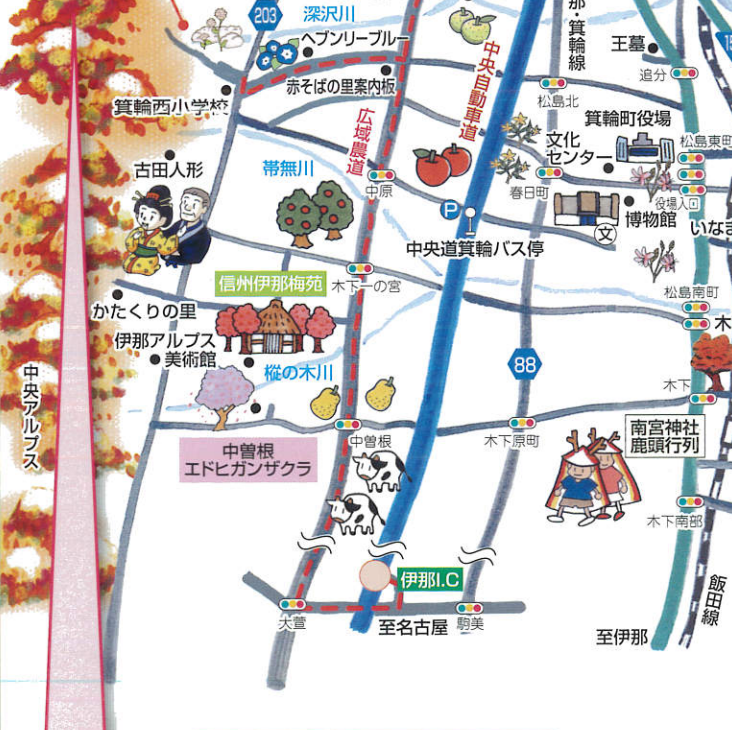 203
深沢川
ヘブンリーブルー
中央自動車道
那・箕輪線
王墓
追分
15
赤そばの里案内板
松島北
箕輪西小学校
箕輪町役場
広域農道
文化
センター
松島東町
古田人形
帯無川
中原
春日町
役場入口
P
博物館
文
いなま
中央道箕輪バス停
信州伊那梅苑
木下一の宮
松島南町
木
かたくりの里
伊那アルプス
美術館
中央アルプス
樅の木川
88
木下
中曽根
木下原町
南宮神社
鹿頭行列
中曽根
エドヒガンザクラ
木下南部
伊那I.C
飯田線
大萱
至名古屋
駒美
至伊那